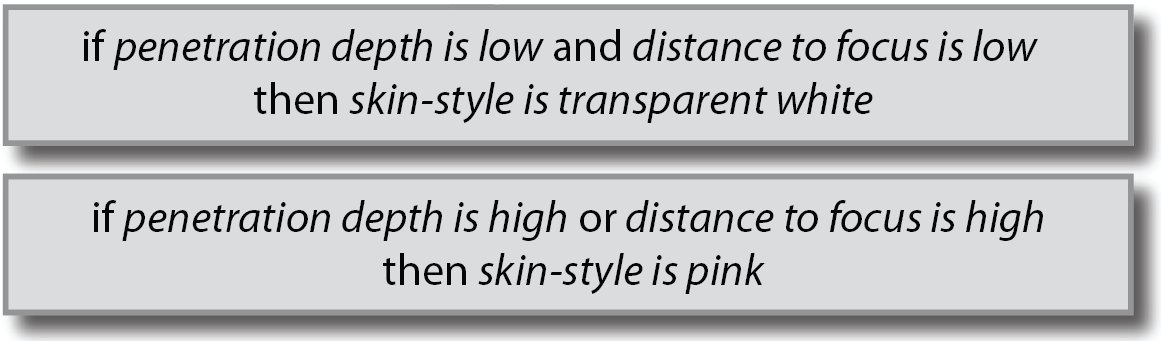 if penetration depth is low and distance to focus is low
then skin-style is transparent white
if penetration depth is high or distance to focus is high
then skin-style is pink